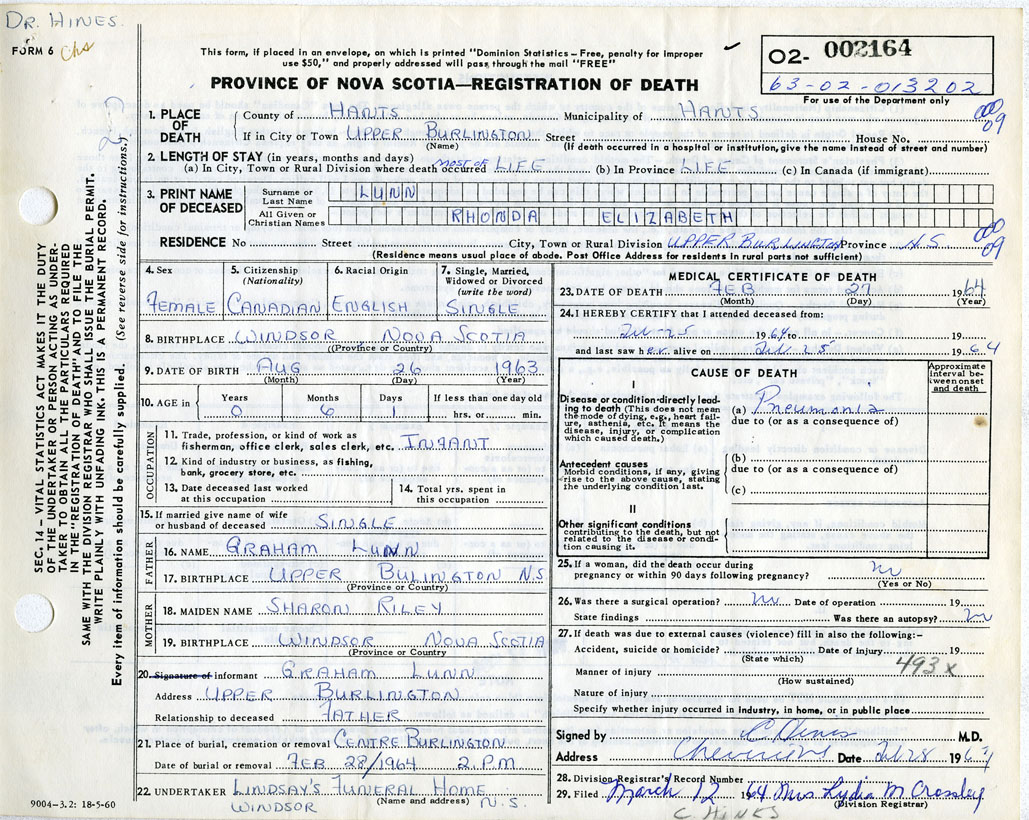 DR. HINES.
FORM 6 Chs
This form, if placed in an envelope, on which is printed "Dominion Statistics – Free, penalty for improper
use $50," and properly addressed will pass through the mail "FREE"
PROVINCE OF NOVA SCOTIA—REGISTRATION OF DEATH
02- 002164
63-02-013202
For use of the Department only
1. PLACE OF DEATH
County of HANTS Municipality of HANTS
If in City or Town UPPER BURLINGTON Street House No.
(Name) (If death occurred in a hospital or institution, give the name instead of street and number)
000 09
2. LENGTH OF STAY (in years, months and days)
(a) In City, Town or Rural Division where death occurred MOST OF LIFE (b) In Province LIFE (c) In Canada (if immigrant)
3. PRINT NAME OF DECEASED
Surname or Last Name LUNN
All Given or Christian Names RHONDA ELIZABETH
RESIDENCE No Street City, Town or Rural Division UPPER BURLINGTON Province N.S.
000 09
(Residence means usual place of abode. Post Office Address for residents in rural parts not sufficient)
4. Sex
FEMALE
5. Citizenship (Nationality)
CANADIAN
6. Racial Origin
ENGLISH
7. Single, Married, Widowed or Divorced (write the word)
SINGLE
8. BIRTHPLACE WINDSOR NOVA SCOTIA
(Province or Country)
9. DATE OF BIRTH AUG 26 1963
(Month) (Day) (Year)
10. AGE in Years Months Days If less than one day old
0 6 1 hrs. or min.
OCCUPATION
11. Trade, profession, or kind of work as
fisherman, office clerk, sales clerk, etc. INFANT
12. Kind of industry or business, as fishing,
bank, grocery store, etc.
13. Date deceased last worked
at this occupation
14. Total yrs. spent in
this occupation
15. If married give name of wife
or husband of deceased SINGLE
FATHER
16. NAME GRAHAM LUNN
17. BIRTHPLACE UPPER BULINGTON N.S
(Province or Country)
MOTHER
18. MAIDEN NAME SHARON RILEY
19. BIRTHPLACE WINDSOR NOVA SCOTIA
(Province or Country)
20. Signature of informant GRAHAM LUNN
Address UPPER BURLINGTON
Relationship to deceased FATHER
21. Place of burial, cremation or removal CENTRE BURLINGTON
Date of burial or removal FEB 28/1964 2 P.M
22. UNDERTAKER LINDSAY'S FUNERAL HOME
(Name and address)
WINDSOR N.S.
9004-3.2: 18-5-60
MEDICAL CERTIFICATE OF DEATH
23. DATE OF DEATH FEB 27 1964
(Month) (Day) (Year)
24. I HEREBY CERTIFY that I attended deceased from:
Feb-25 1964 to 19
and last saw her alive on Feb 25 1964
CAUSE OF DEATH
Approximate interval between onset and death
I
Disease or condition directly leading to death (This does not mean the mode of dying, e.g., heart failure, asthenia, etc. It means the disease, injury, or complication which caused death.)
(a) Pneumonia
due to (or as a consequence of)
Antecedent causes
Morbid conditions, if any, giving rise to the above cause, stating the underlying condition last.
(b)
due to (or as a consequence of)
(c)
II
Other significant conditions contributing to the death, but not related to the disease or condition causing it.
25. If a woman, did the death occur during
pregnancy or within 90 days following pregnancy? no
(Yes or No)
26. Was there a surgical operation? no Date of operation 19
State findings Was there an autopsy? no
27. If death was due to external causes (violence) fill in also the following:-
Accident, suicide or homicide? Date of injury 19
(State which)
493x
Manner of injury
(How sustained)
Nature of injury
Specify whether injury occurred in industry, in home, or in public place
Signed by C Hines M.D.
Address Cheverie Date Feb 28 1964
28. Division Registrar's Record Number
29. Filed March 12 1964 Mrs Lydia M Crossley
(Division Registrar)
C HINES
SEC. 14 – VITAL STATISTICS ACT MAKES IT THE DUTY
OF THE UNDERTAKER OR PERSON ACTING AS UNDER-
TAKER TO OBTAIN ALL THE PARTICULARS REQUIRED
IN THE "REGISTRATION OF DEATH" AND TO FILE THE
SAME WITH THE DIVISION REGISTRAR WHO SHALL ISSUE THE BURIAL PERMIT.
WRITE PLAINLY WITH UNFADING INK. THIS IS A PERMANENT RECORD.
Every item of information should be carefully supplied. (See reverse side for instructions)